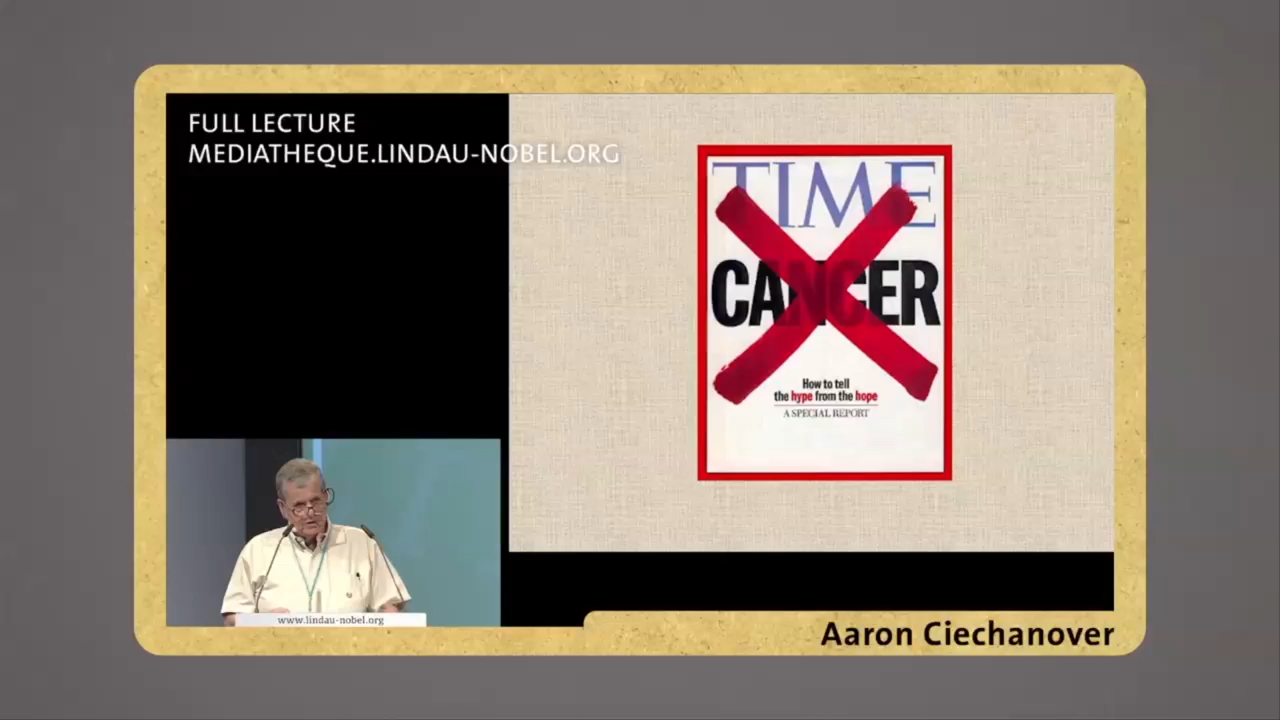 FULL LECTURE
MEDIATHEQUE.LINDAU-NOBEL.ORG
TIME
CANCER
How to tell
the hype from the hope
A SPECIAL REPORT
www.lindau-nobel.org
Aaron Ciechanover